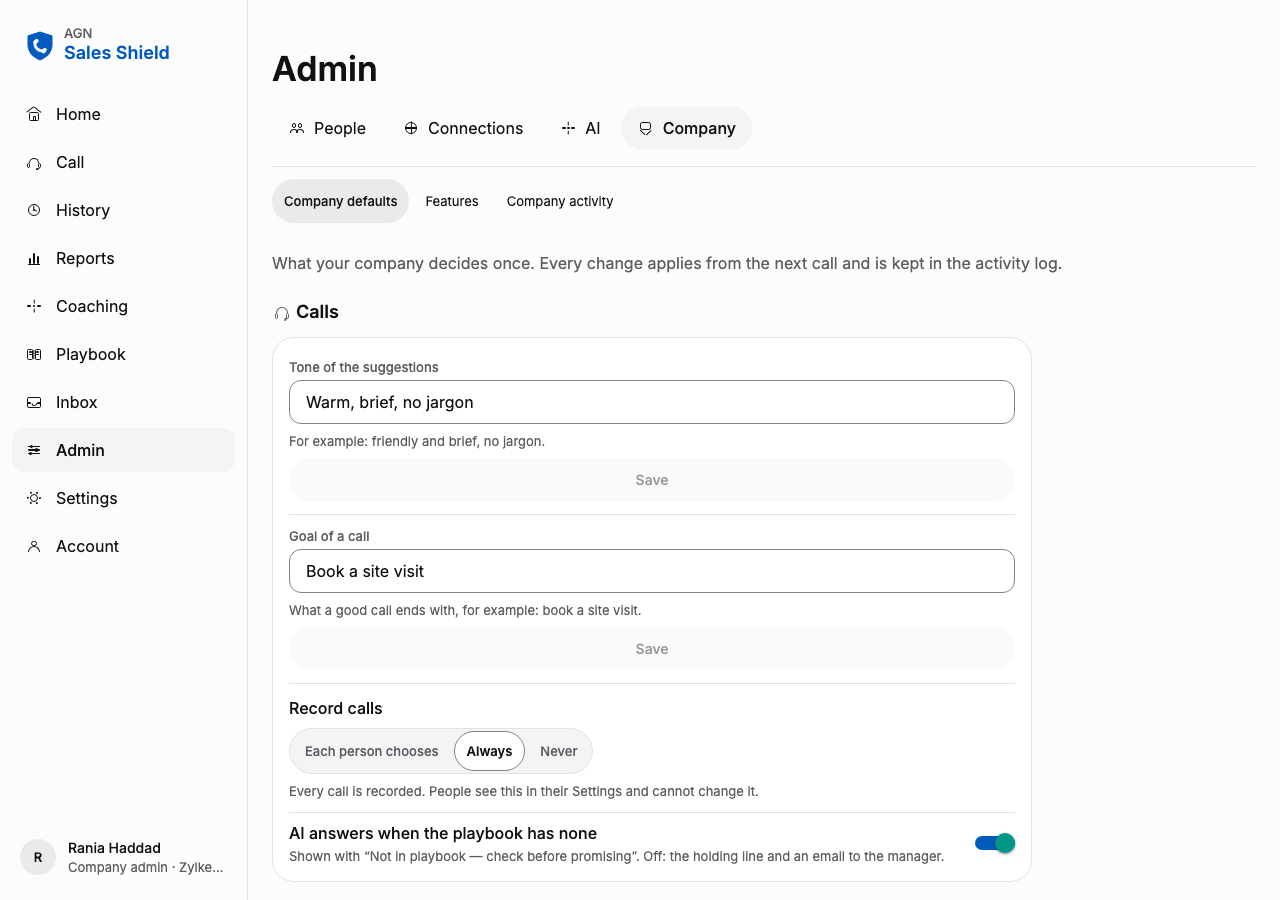 AGN
Sales Shield
Home
Call
History
Reports
Coaching
Playbook
Inbox
Admin
Settings
Account
R
Rania Haddad
Company admin · Zylke…
Admin
People
Connections
AI
Company
Company defaults
Features
Company activity
What your company decides once. Every change applies from the next call and is kept in the activity log.
Calls
Tone of the suggestions
Warm, brief, no jargon
For example: friendly and brief, no jargon.
Save
Goal of a call
Book a site visit
What a good call ends with, for example: book a site visit.
Save
Record calls
Each person chooses
Always
Never
Every call is recorded. People see this in their Settings and cannot change it.
AI answers when the playbook has none
Shown with “Not in playbook — check before promising”. Off: the holding line and an email to the manager.